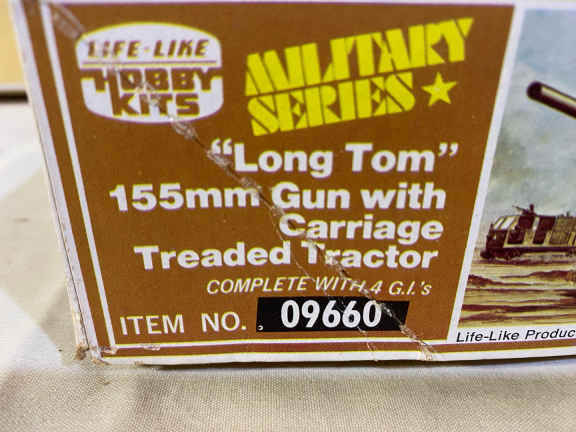 LIFE-LIKE
HOBBY
KITS
MILITARY
SERIES
"Long Tom"
155mm Gun with
Carriage
Treaded Tractor
COMPLETE WITH 4 G.I.'s
ITEM NO. 09660
Life-Like Produc